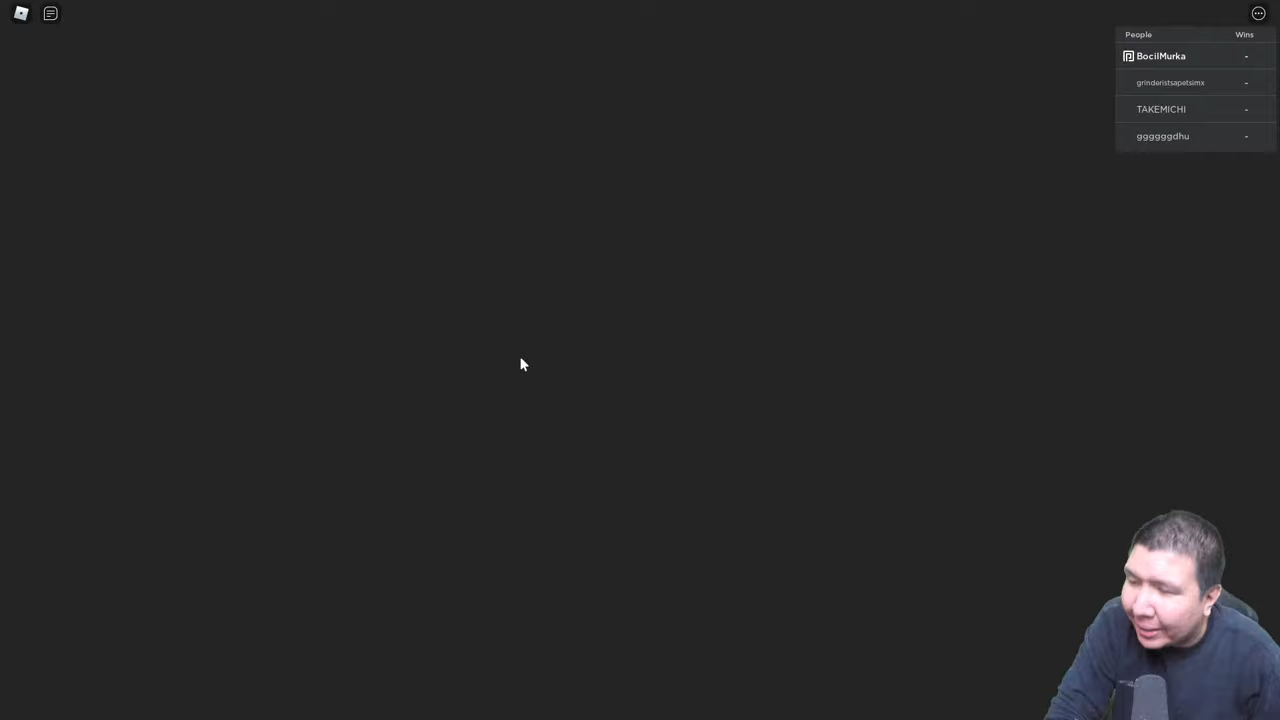 People Wins
BocilMurka -
grinderistsapetsimx -
TAKEMICHI -
ggggggdhu -